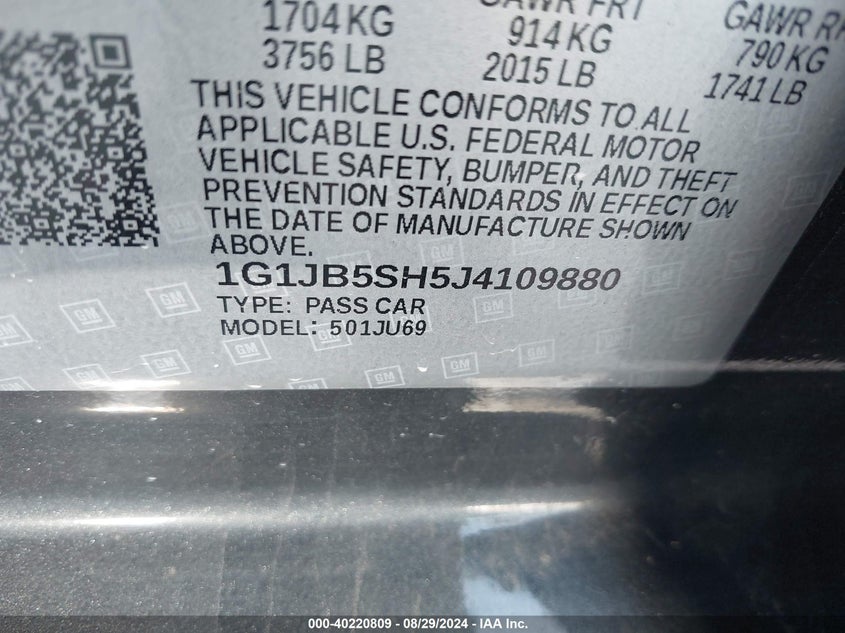 1704 KG
3756 LB
GAWR FRT
914 KG
2015 LB
GAWR RR
790 KG
1741 LB
THIS VEHICLE CONFORMS TO ALL
APPLICABLE U.S. FEDERAL MOTOR
VEHICLE SAFETY, BUMPER, AND THEFT
PREVENTION STANDARDS IN EFFECT ON
THE DATE OF MANUFACTURE SHOWN
ABOVE.
1G1JB5SH5J4109880
TYPE: PASS CAR
MODEL: 501JU69
000-40220809 - 08/29/2024 - IAA Inc.